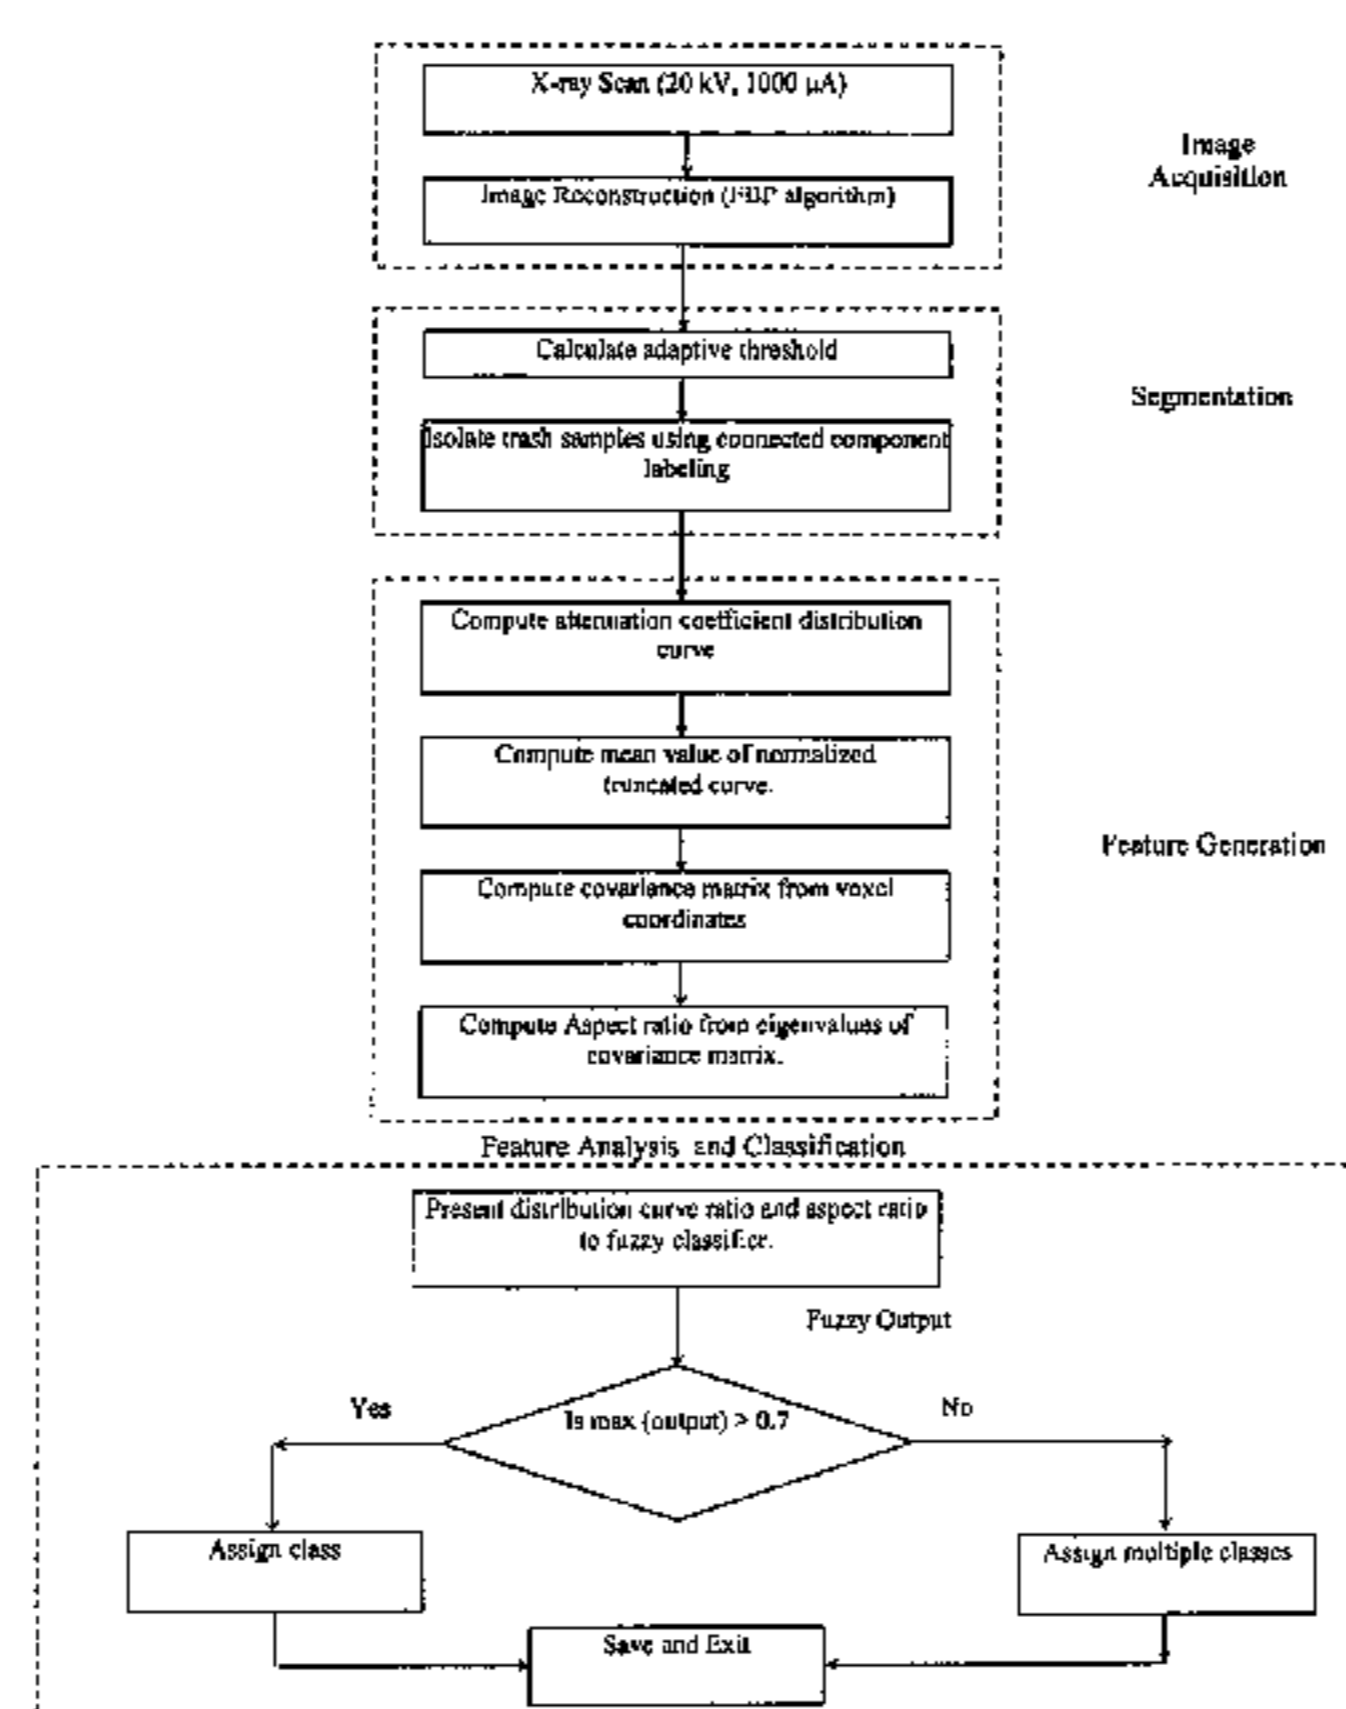 X-ray Scan (20 kV, 1000 µA)
Image
Acquisition
Image Reconstruction (FBP algorithm)
Calculate adaptive threshold
Segmentation
Isolate trash samples using connected component
labeling
Compute attenuation coefficient distribution
curve
Compute mean value of normalized
truncated curve.
Feature Generation
Compute covariance matrix from voxel
coordinates
Compute Aspect ratio from eigenvalues of
covariance matrix.
Feature Analysis and Classification
Present distribution curve ratio and aspect ratio
to fuzzy classifier.
Fuzzy Output
Yes
No
Is max (output) > 0.7
Assign class
Assign multiple classes
Save and Exit